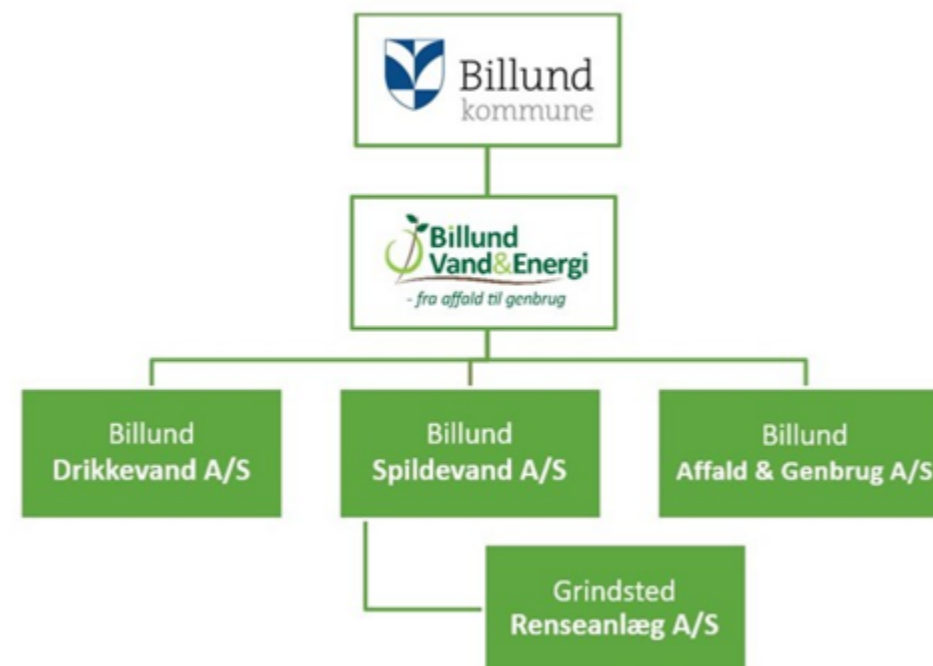 Billund
kommune
Billund
Vand&Energi
- fra affald til genbrug
Billund
Drikkevand A/S
Billund
Spildevand A/S
Billund
Affald & Genbrug A/S
Grindsted
Renseanlæg A/S